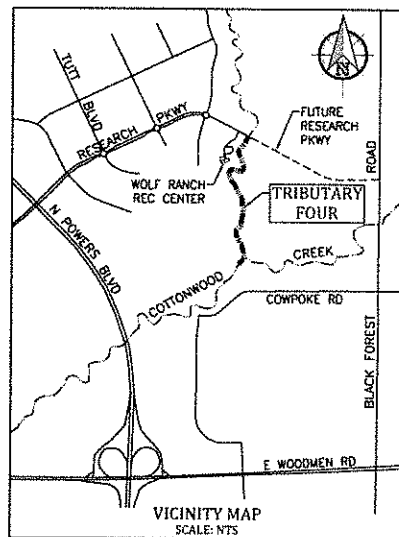 TUTT
BLVD
RESEARCH PKWY
N
FUTURE
RESEARCH
PKWY
ROAD
WOLF RANCH
REC CENTER
TRIBUTARY
FOUR
N POWERS BLVD
COTTONWOOD CREEK
COWPOKE RD
BLACK FOREST
E WOODMEN RD
VICINITY MAP
SCALE: NTS